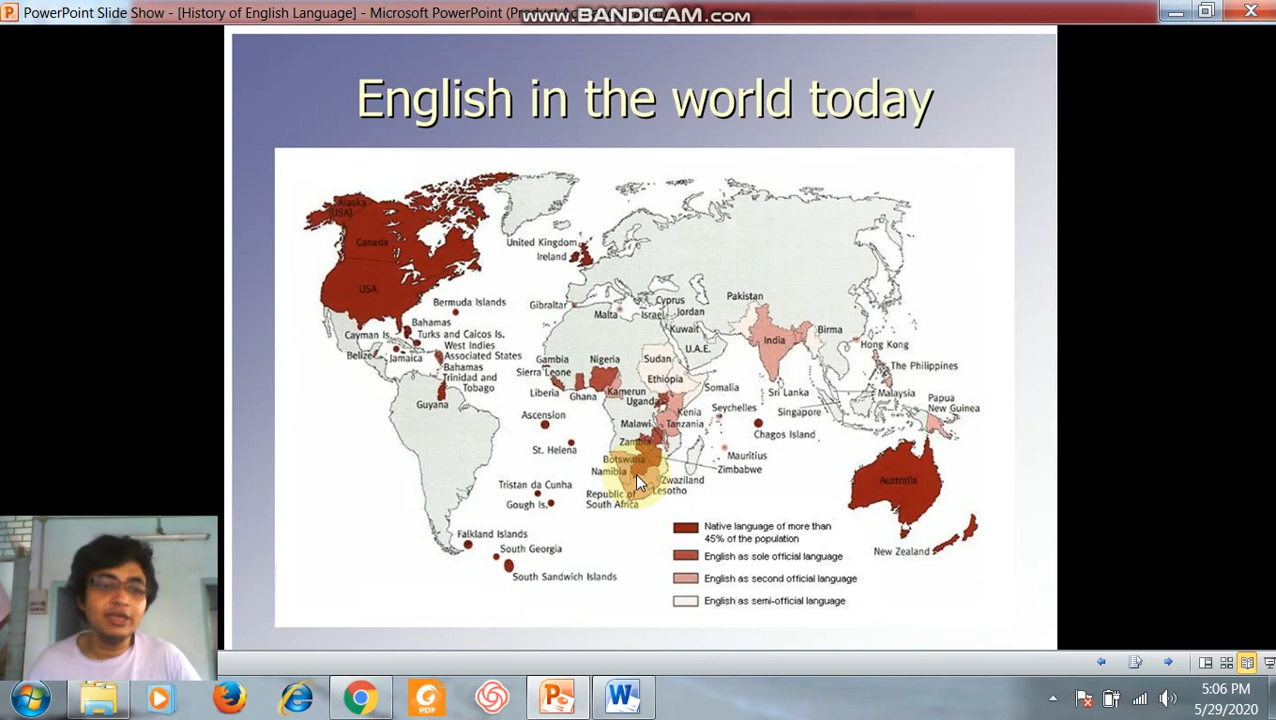 PowerPoint Slide Show - [History of English Language] - Microsoft PowerPoint (Pr
www.BANDICAM.com
English in the world today
Alaska
(USA)
Canada
USA
United Kingdom
Ireland
Bermuda Islands
Gibraltar
Malta
Cyprus
Israel
Jordan
Kuwait
U.A.E.
Pakistan
India
Birma
Hong Kong
The Philippines
Bahamas
Turks and Caicos Is.
Cayman Is.
West Indies
Associated States
Belize
Jamaica
Bahamas
Trinidad and
Tobago
Guyana
Gambia
Sierra Leone
Liberia
Ghana
Nigeria
Kamerun
Sudan
Ethiopia
Somalia
Uganda
Kenia
Tanzania
Seychelles
Sri Lanka
Singapore
Malaysia
Papua
New Guinea
Ascension
St. Helena
Malawi
Zambia
Botswana
Namibia
Chagos Island
Mauritius
Zimbabwe
Zwaziland
Lesotho
Republic of
South Africa
Australia
Tristan da Cunha
Gough Is.
Falkland Islands
South Georgia
South Sandwich Islands
New Zealand
Native language of more than
45% of the population
English as sole official language
English as second official language
English as semi-official language
PDF
5:06 PM
5/29/2020